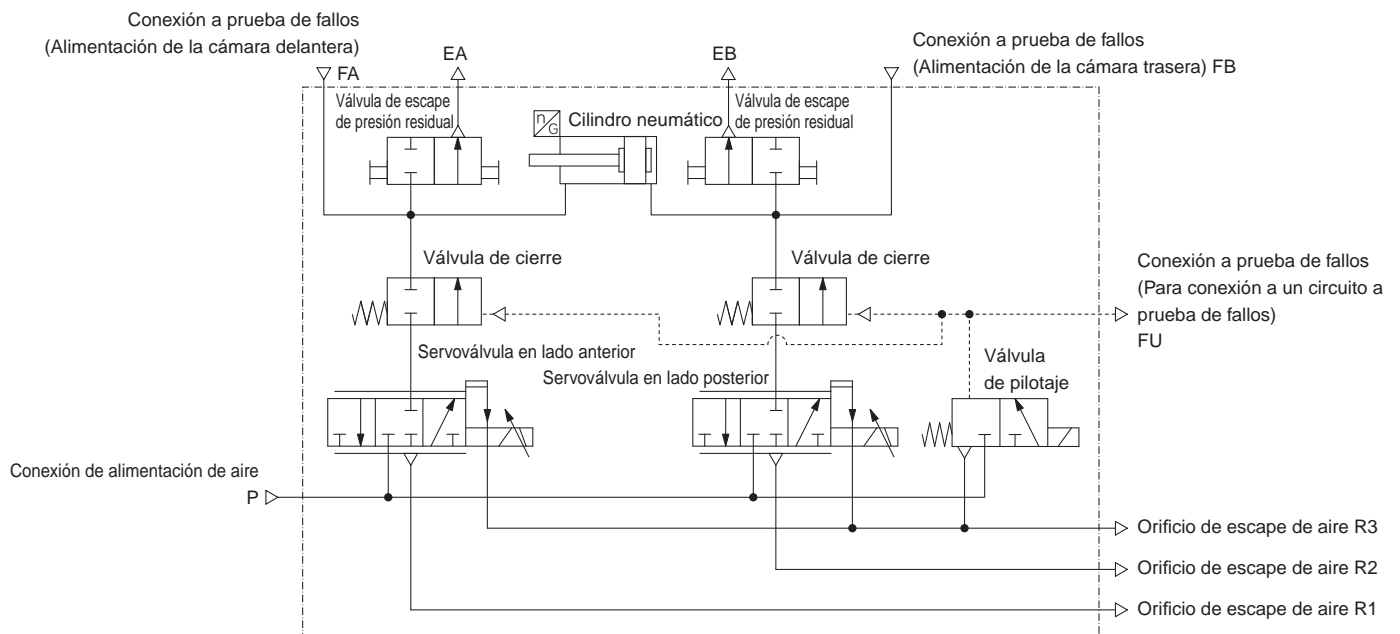 Conexión a prueba de fallos
(Alimentación de la cámara delantera)
FA
EA
EB
Conexión a prueba de fallos
(Alimentación de la cámara trasera) FB
Válvula de escape
de presión residual
n/G
Cilindro neumático
Válvula de escape
de presión residual
Válvula de cierre
Válvula de cierre
Conexión a prueba de fallos
(Para conexión a un circuito a
prueba de fallos)
FU
Servoválvula en lado anterior
Servoválvula en lado posterior
Válvula
de pilotaje
Conexión de alimentación de aire
P
Orificio de escape de aire R3
Orificio de escape de aire R2
Orificio de escape de aire R1